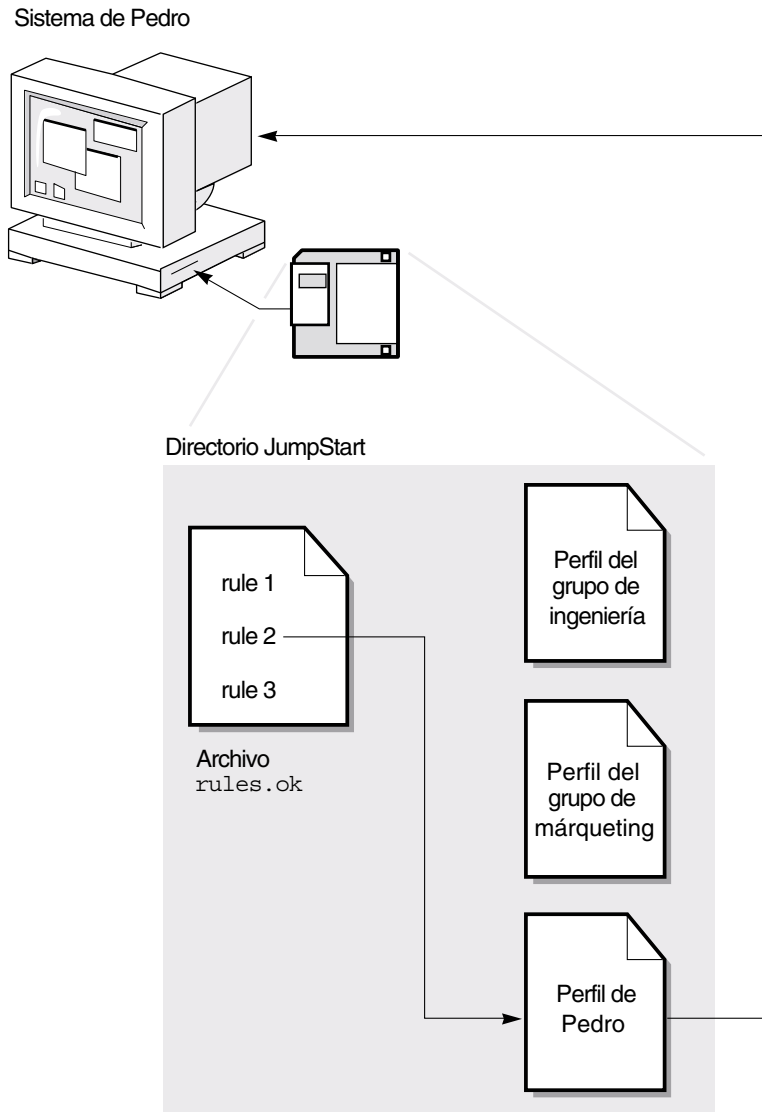 Sistema de Pedro
Directorio JumpStart
rule 1
rule 2
rule 3
Archivo
rules.ok
Perfil del
grupo de
ingeniería
Perfil del
grupo de
márqueting
Perfil de
Pedro